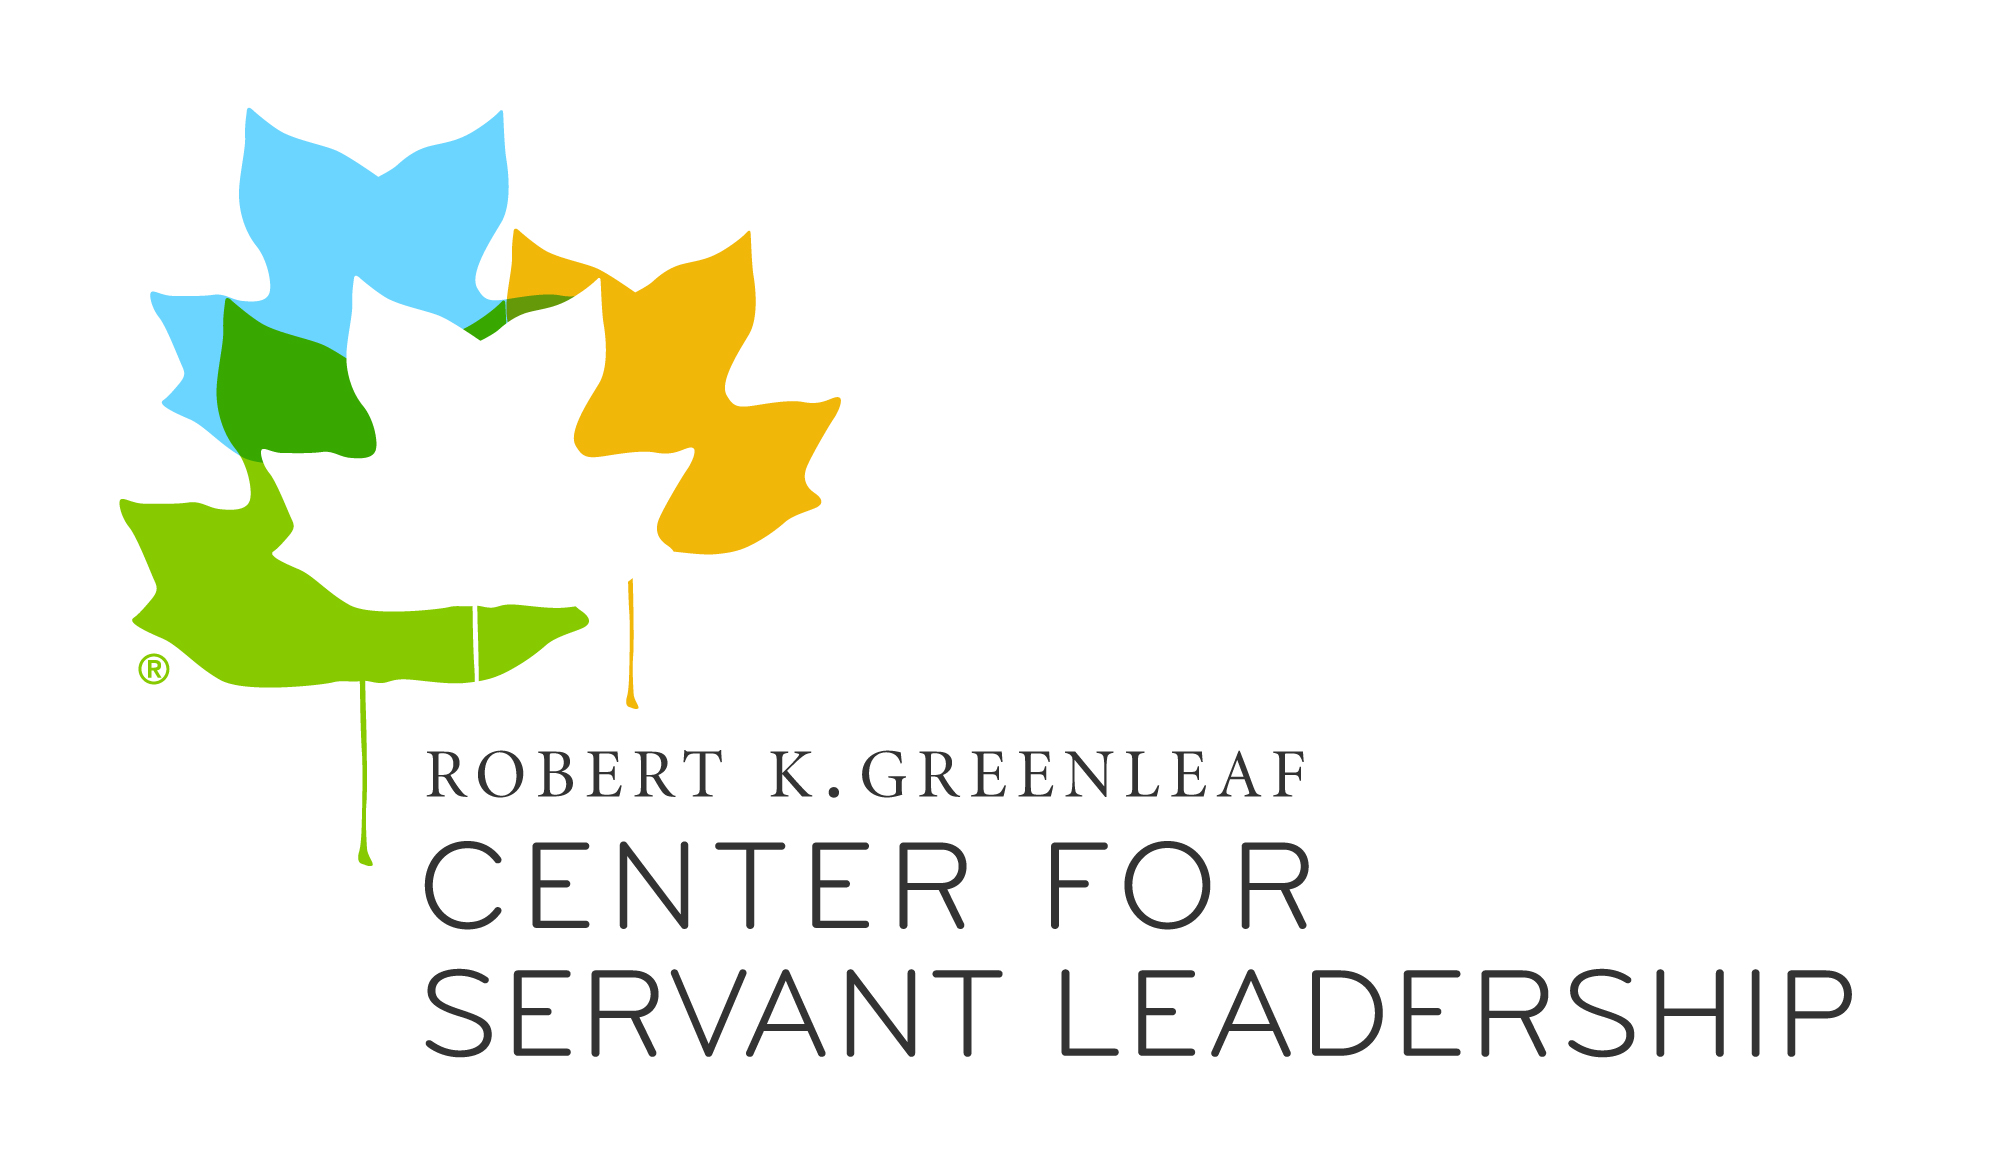 ®
ROBERT K. GREENLEAF
CENTER FOR
SERVANT LEADERSHIP